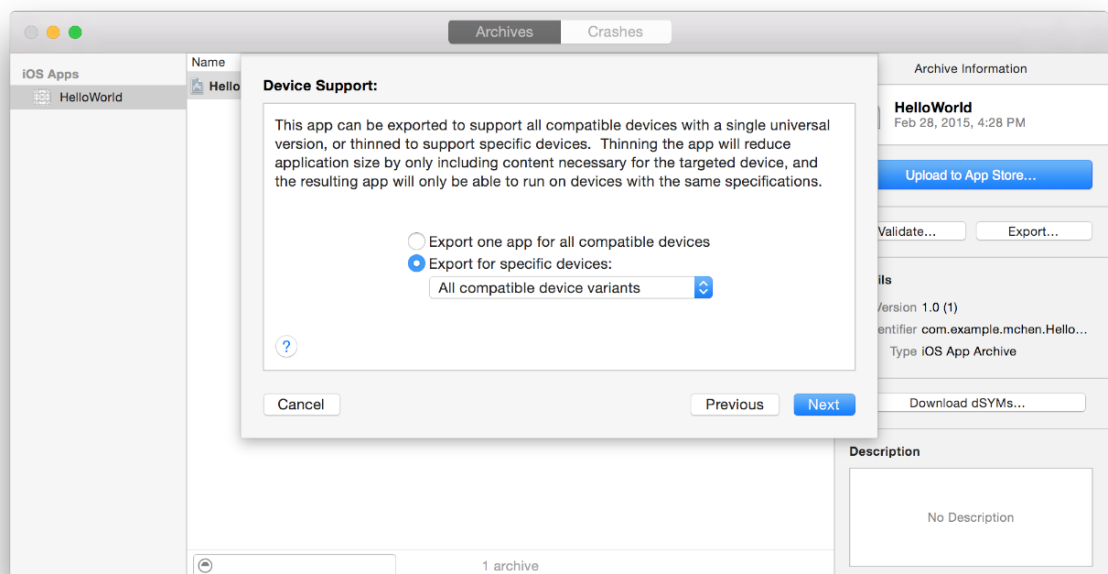 Archives
Crashes
iOS Apps
HelloWorld
Name
Hello
Device Support:
This app can be exported to support all compatible devices with a single universal
version, or thinned to support specific devices. Thinning the app will reduce
application size by only including content necessary for the targeted device, and
the resulting app will only be able to run on devices with the same specifications.
Export one app for all compatible devices
Export for specific devices:
All compatible device variants
?
Cancel
Previous
Next
Archive Information
HelloWorld
Feb 28, 2015, 4:28 PM
Upload to App Store...
Validate...
Export...
ils
Version 1.0 (1)
entifier com.example.mchen.Hello...
Type iOS App Archive
Download dSYMs...
Description
No Description
1 archive